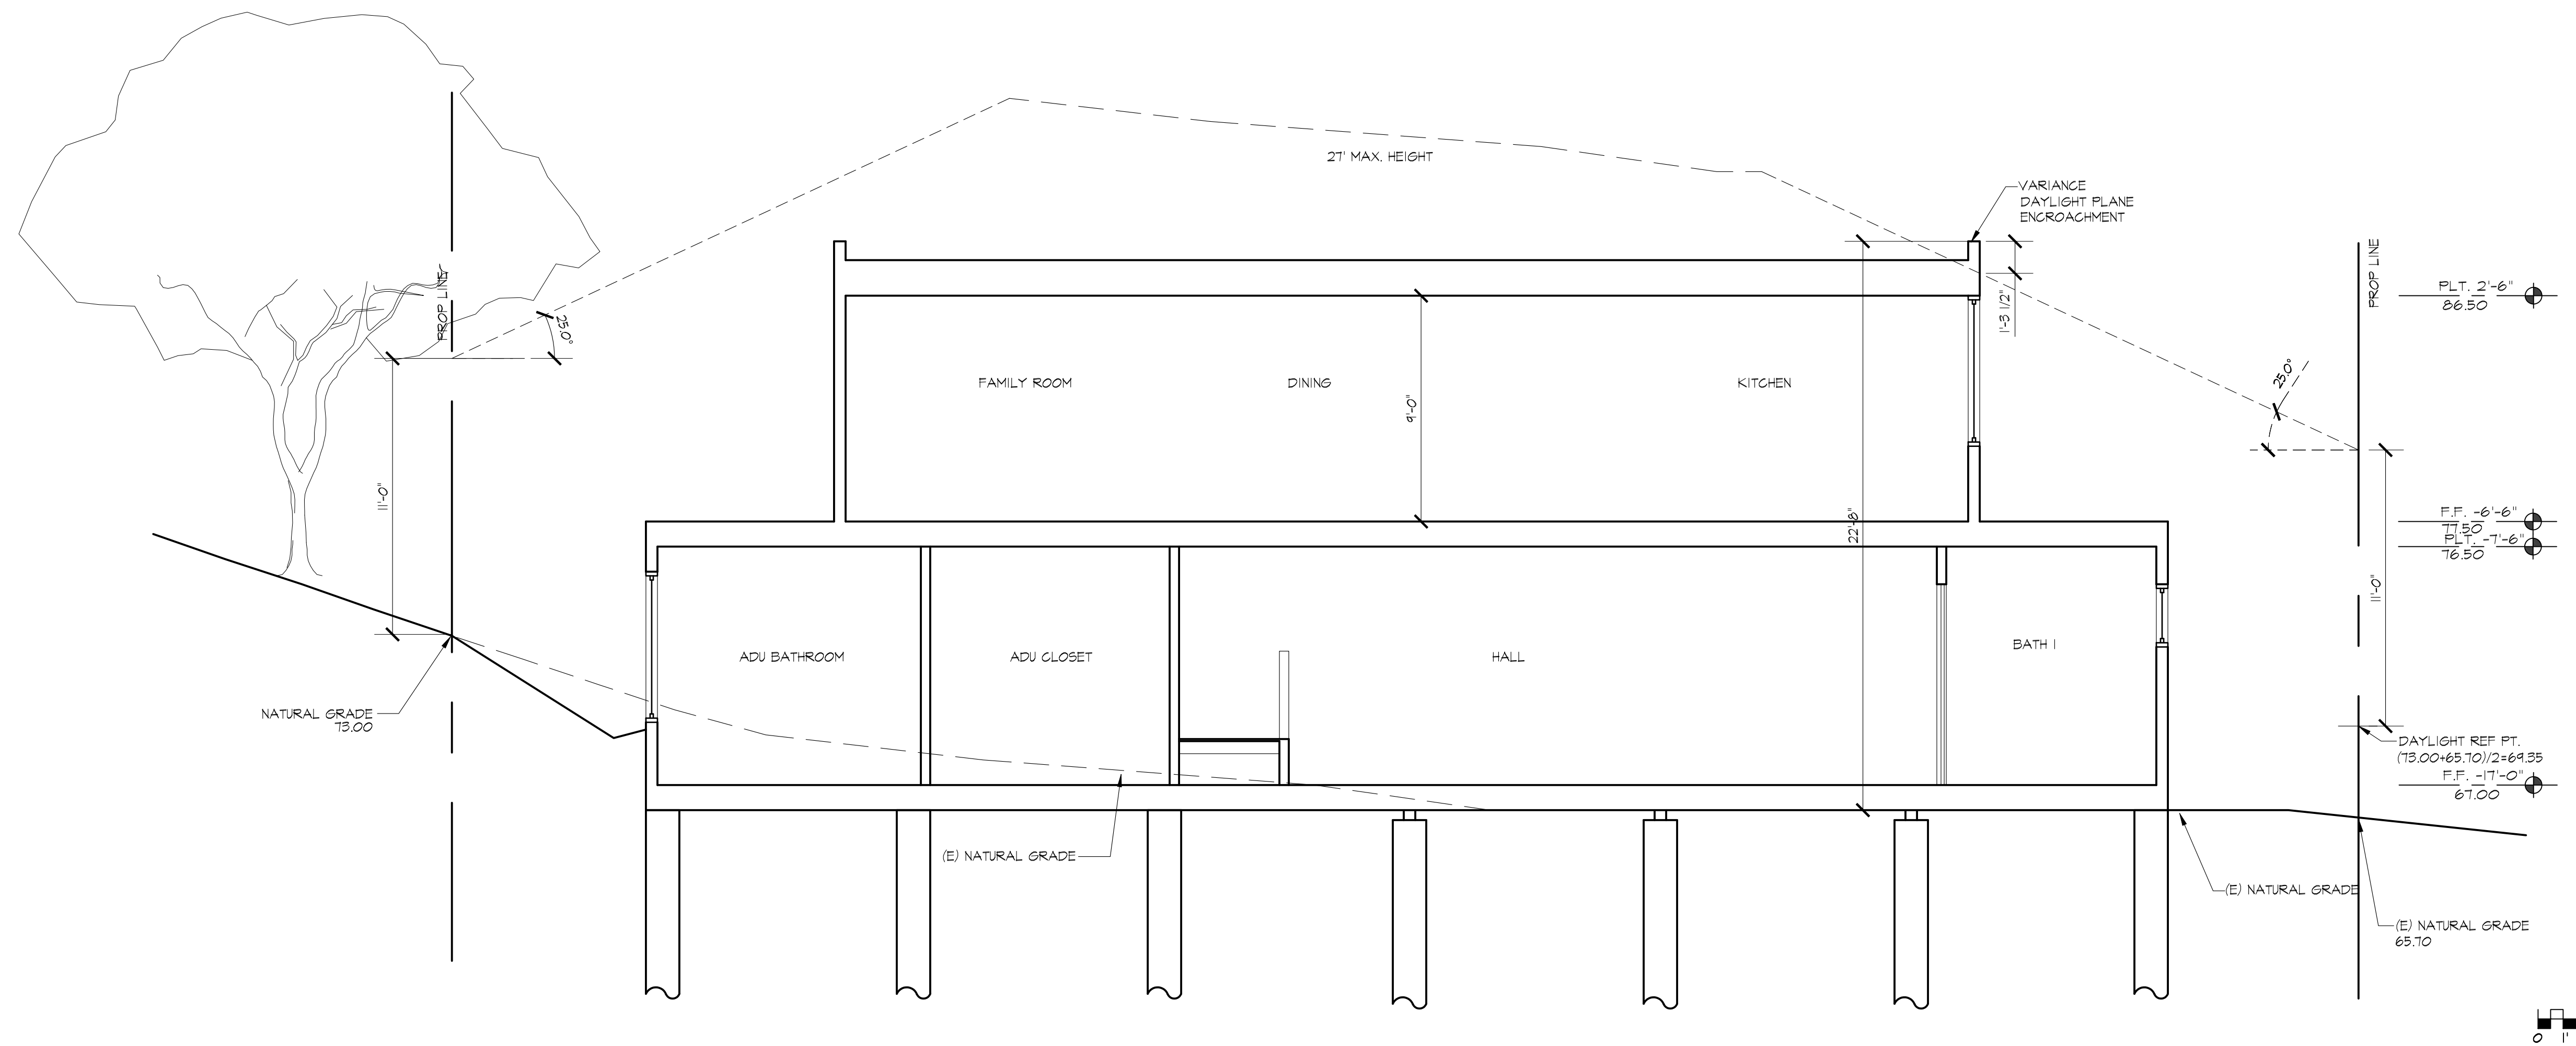 27' MAX. HEIGHT
VARIANCE
DAYLIGHT PLANE
ENCROACHMENT
PROP LINE
25.0°
1'-3 1/2"
PROP LINE
PLT. 2'-6"
86.50
FAMILY ROOM
DINING
KITCHEN
9'-0"
25.0°
11'-0"
22'-8"
F.F. -6'-6"
77.50
PLT. -7'-6"
76.50
11'-0"
ADU BATHROOM
ADU CLOSET
HALL
BATH 1
NATURAL GRADE
73.00
DAYLIGHT REF PT.
(73.00+65.70)/2=69.35
F.F. -17'-0"
67.00
(E) NATURAL GRADE
(E) NATURAL GRADE
(E) NATURAL GRADE
65.70
0 1'